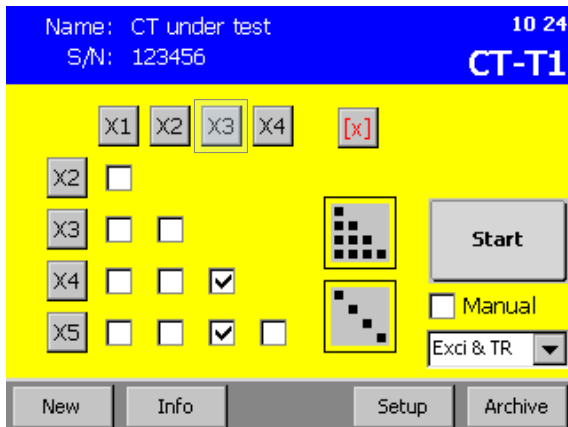 Name: CT under test
10 24
S/N: 123456
CT-T1
X1 X2 X3 X4 [x]
X2
X3
Start
X4
Manual
X5
Exci & TR
New Info Setup Archive